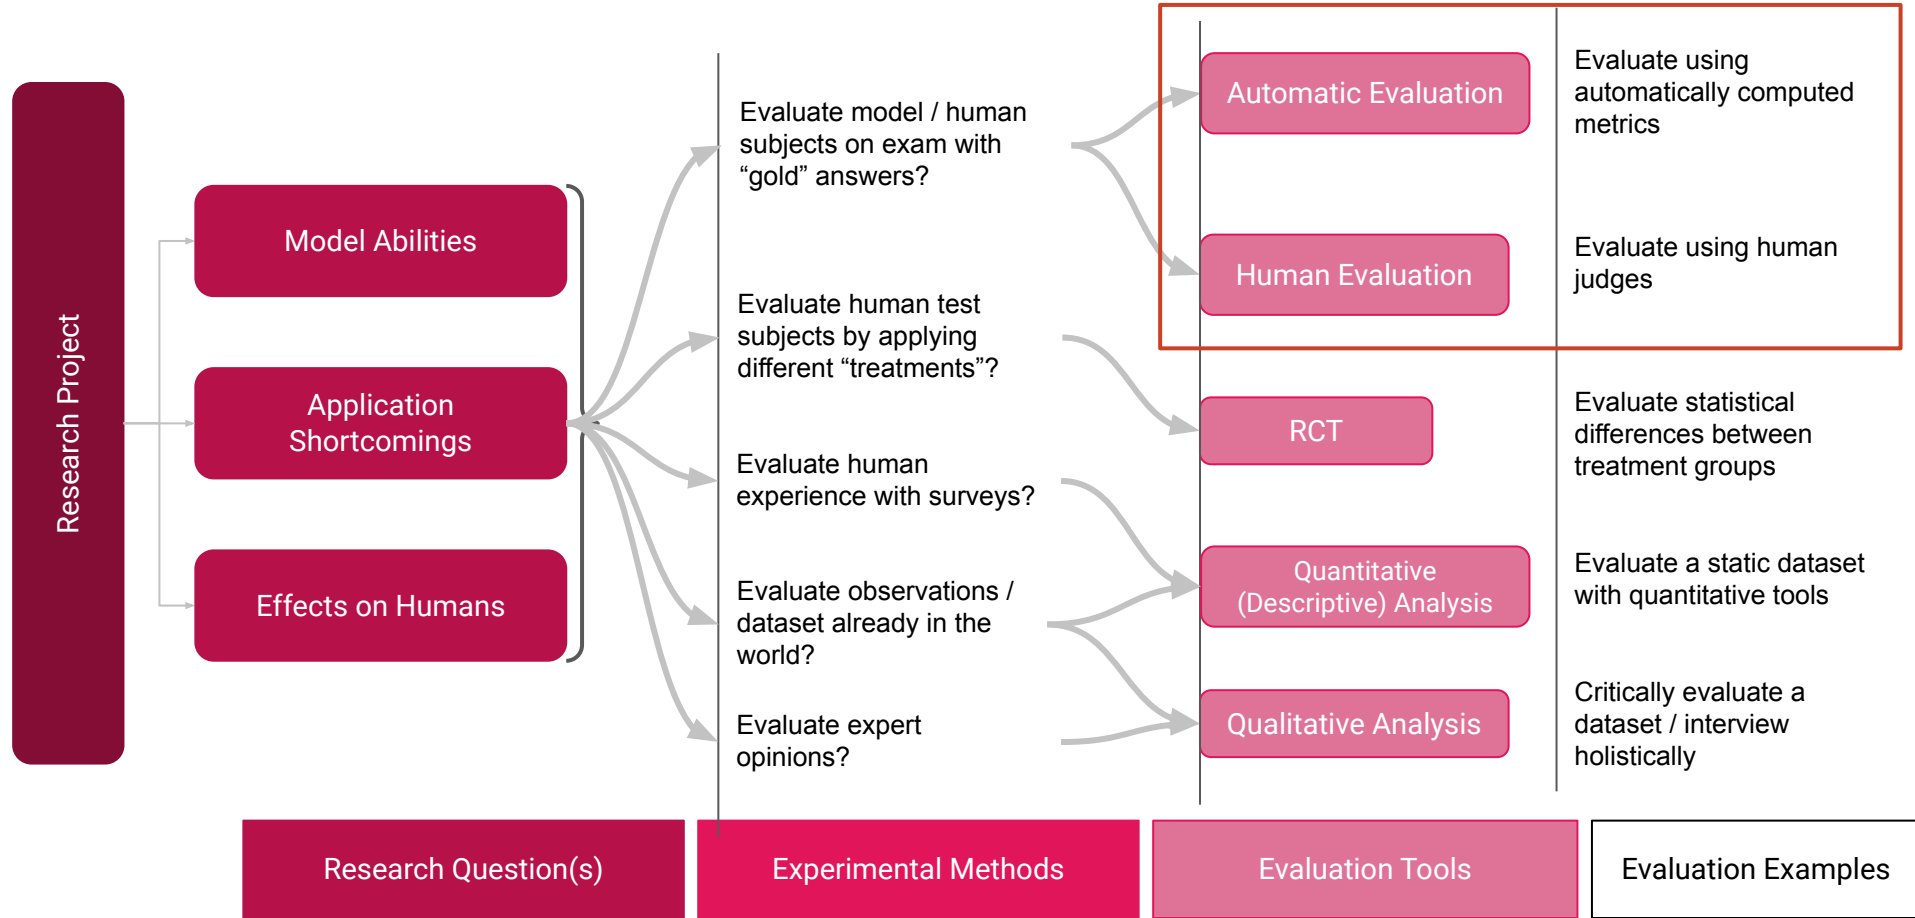 Research Project
Model Abilities
Application
Shortcomings
Effects on Humans
Evaluate model / human
subjects on exam with
“gold” answers?
Evaluate human test
subjects by applying
different “treatments”?
Evaluate human
experience with surveys?
Evaluate observations /
dataset already in the
world?
Evaluate expert
opinions?
Automatic Evaluation
Human Evaluation
RCT
Quantitative
(Descriptive) Analysis
Qualitative Analysis
Evaluate using
automatically computed
metrics
Evaluate using human
judges
Evaluate statistical
differences between
treatment groups
Evaluate a static dataset
with quantitative tools
Critically evaluate a
dataset / interview
holistically
Research Question(s)
Experimental Methods
Evaluation Tools
Evaluation Examples